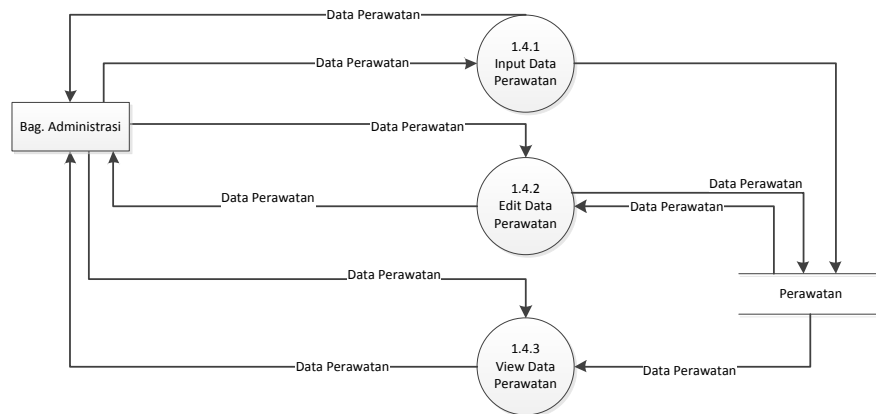 Data Perawatan
1.4.1
Input Data
Perawatan
Data Perawatan
Bag. Administrasi
Data Perawatan
1.4.2
Edit Data
Perawatan
Data Perawatan
Data Perawatan
Data Perawatan
Data Perawatan
Perawatan
1.4.3
View Data
Perawatan
Data Perawatan
Data Perawatan